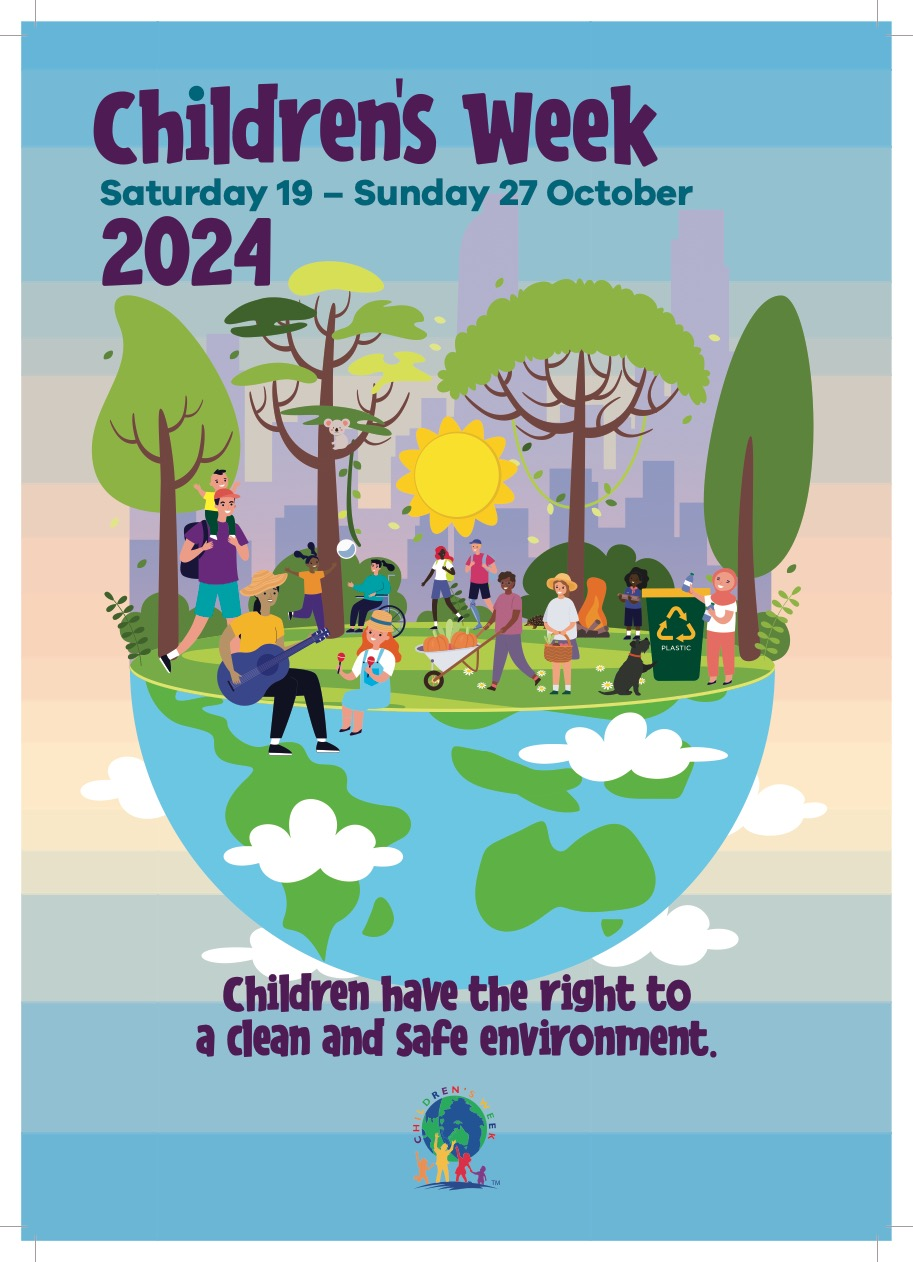 Children's Week
Saturday 19 – Sunday 27 October
2024
PLASTIC
Children have the right to
a clean and safe environment.
CHILDREN'S WEEK
TM